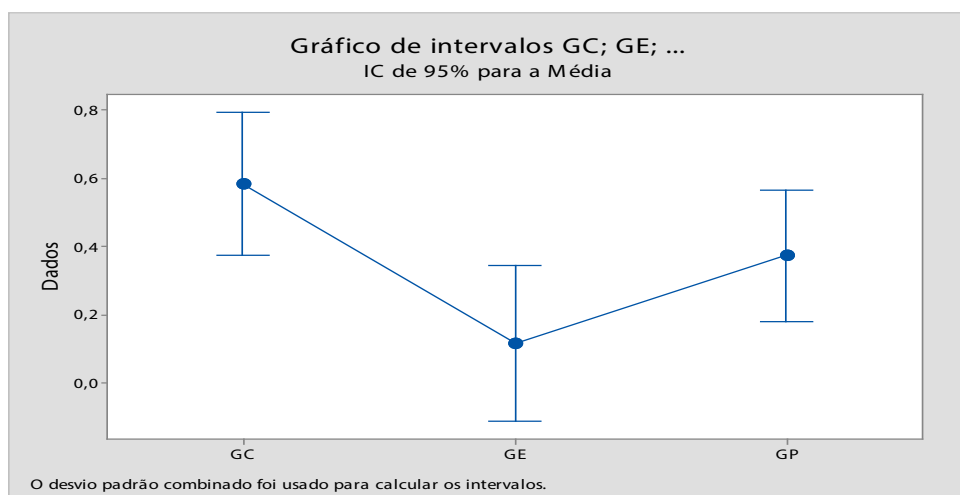 Gráfico de intervalos GC; GE; ...
IC de 95% para a Média
0,8
0,6
0,4
0,2
0,0
Dados
GC GE GP
O desvio padrão combinado foi usado para calcular os intervalos.